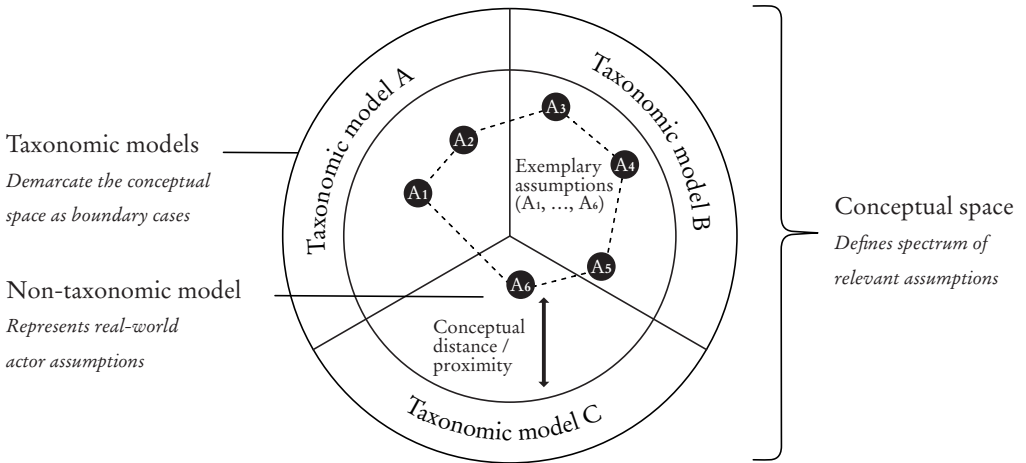 Taxonomic models
Demarcate the conceptual
space as boundary cases
Non-taxonomic model
Represents real-world
actor assumptions
Taxonomic model A
Taxonomic model B
Taxonomic model C
A1
A2
A3
A4
A5
A6
Exemplary
assumptions
(A1, ..., A6)
Conceptual
distance /
proximity
Conceptual space
Defines spectrum of
relevant assumptions